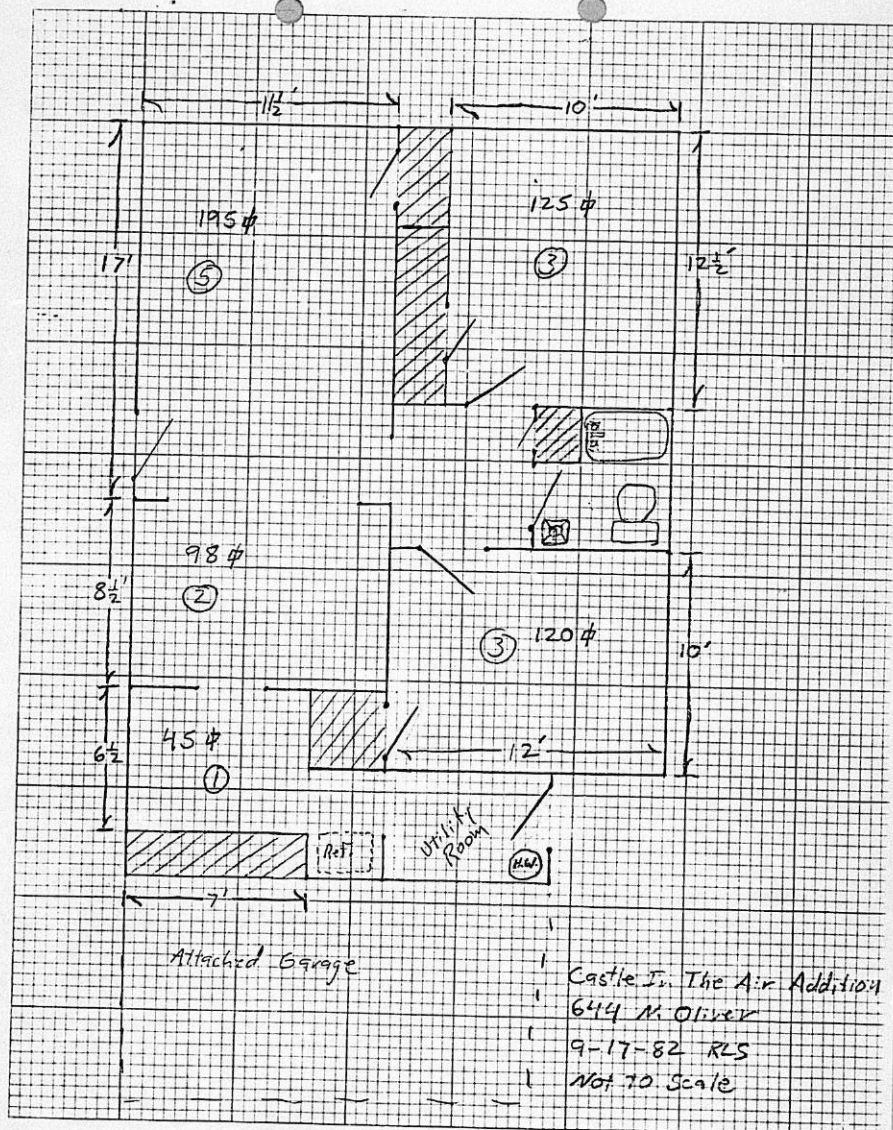 11½'
10'
195 ⌀
125 ⌀
17'
⑤
③
12½'
98 ⌀
8½'
②
③ 120 ⌀
10'
45 ⌀
12'
6½
①
Ref.
Utility
Room
H.W.
7'
Attached Garage
Castle In The Air Addition
644 N. Oliver
9-17-82 RLS
Not To Scale